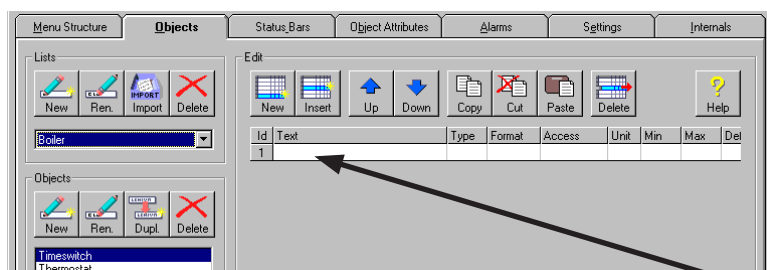 Menu Structure Objects Status Bars Object Attributes Alarms Settings Internals
Lists
New Ren. Import Delete
Boiler
Edit
New Insert Up Down Copy Cut Paste Delete Help
Id Text Type Format Access Unit Min Max Del
1
Objects
New Ren. Dupl. Delete
Timeswitch
Thermostat